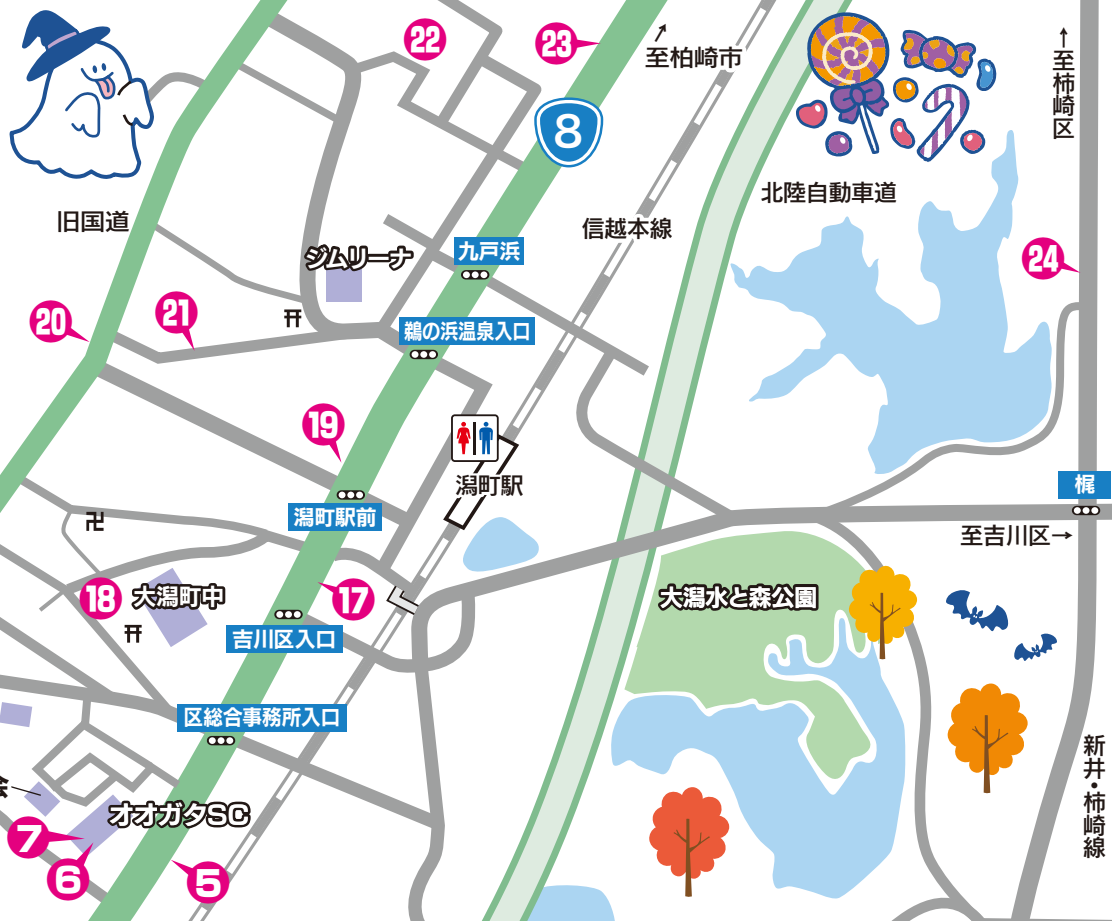 22
23
↑
至柏崎市
↑至柿崎区
8
北陸自動車道
旧国道
信越本線
ジムリーナ
九戸浜
24
20
21
鵜の浜温泉入口
19
潟町駅
梶
潟町駅前
至吉川区→
18
大潟町中
17
大潟水と森公園
吉川区入口
区総合事務所入口
新井・柿崎線
オオガタSC
7
6
5